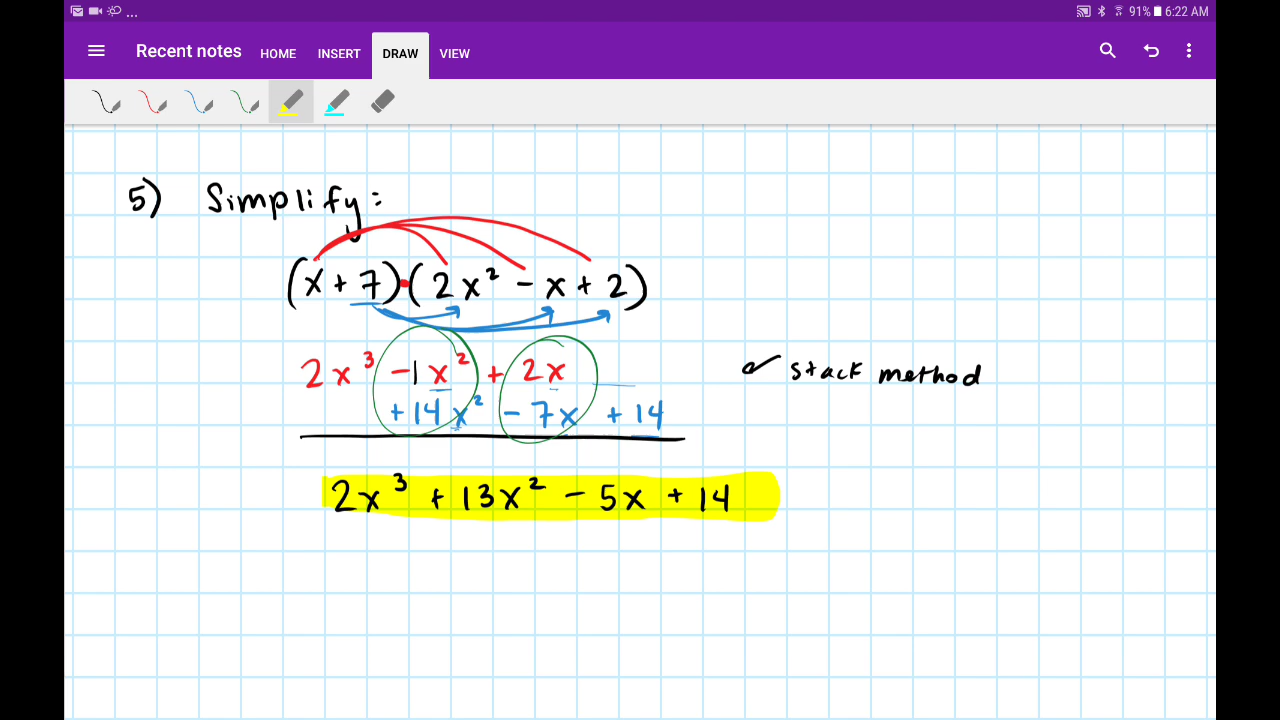 ... 91% 6:22 AM
Recent notes HOME INSERT DRAW VIEW
5) Simplify:
(x + 7)·(2x² - x + 2)
2x³ -1x² + 2x
✓ stack method
+14x² - 7x + 14
2x³ + 13x² - 5x + 14